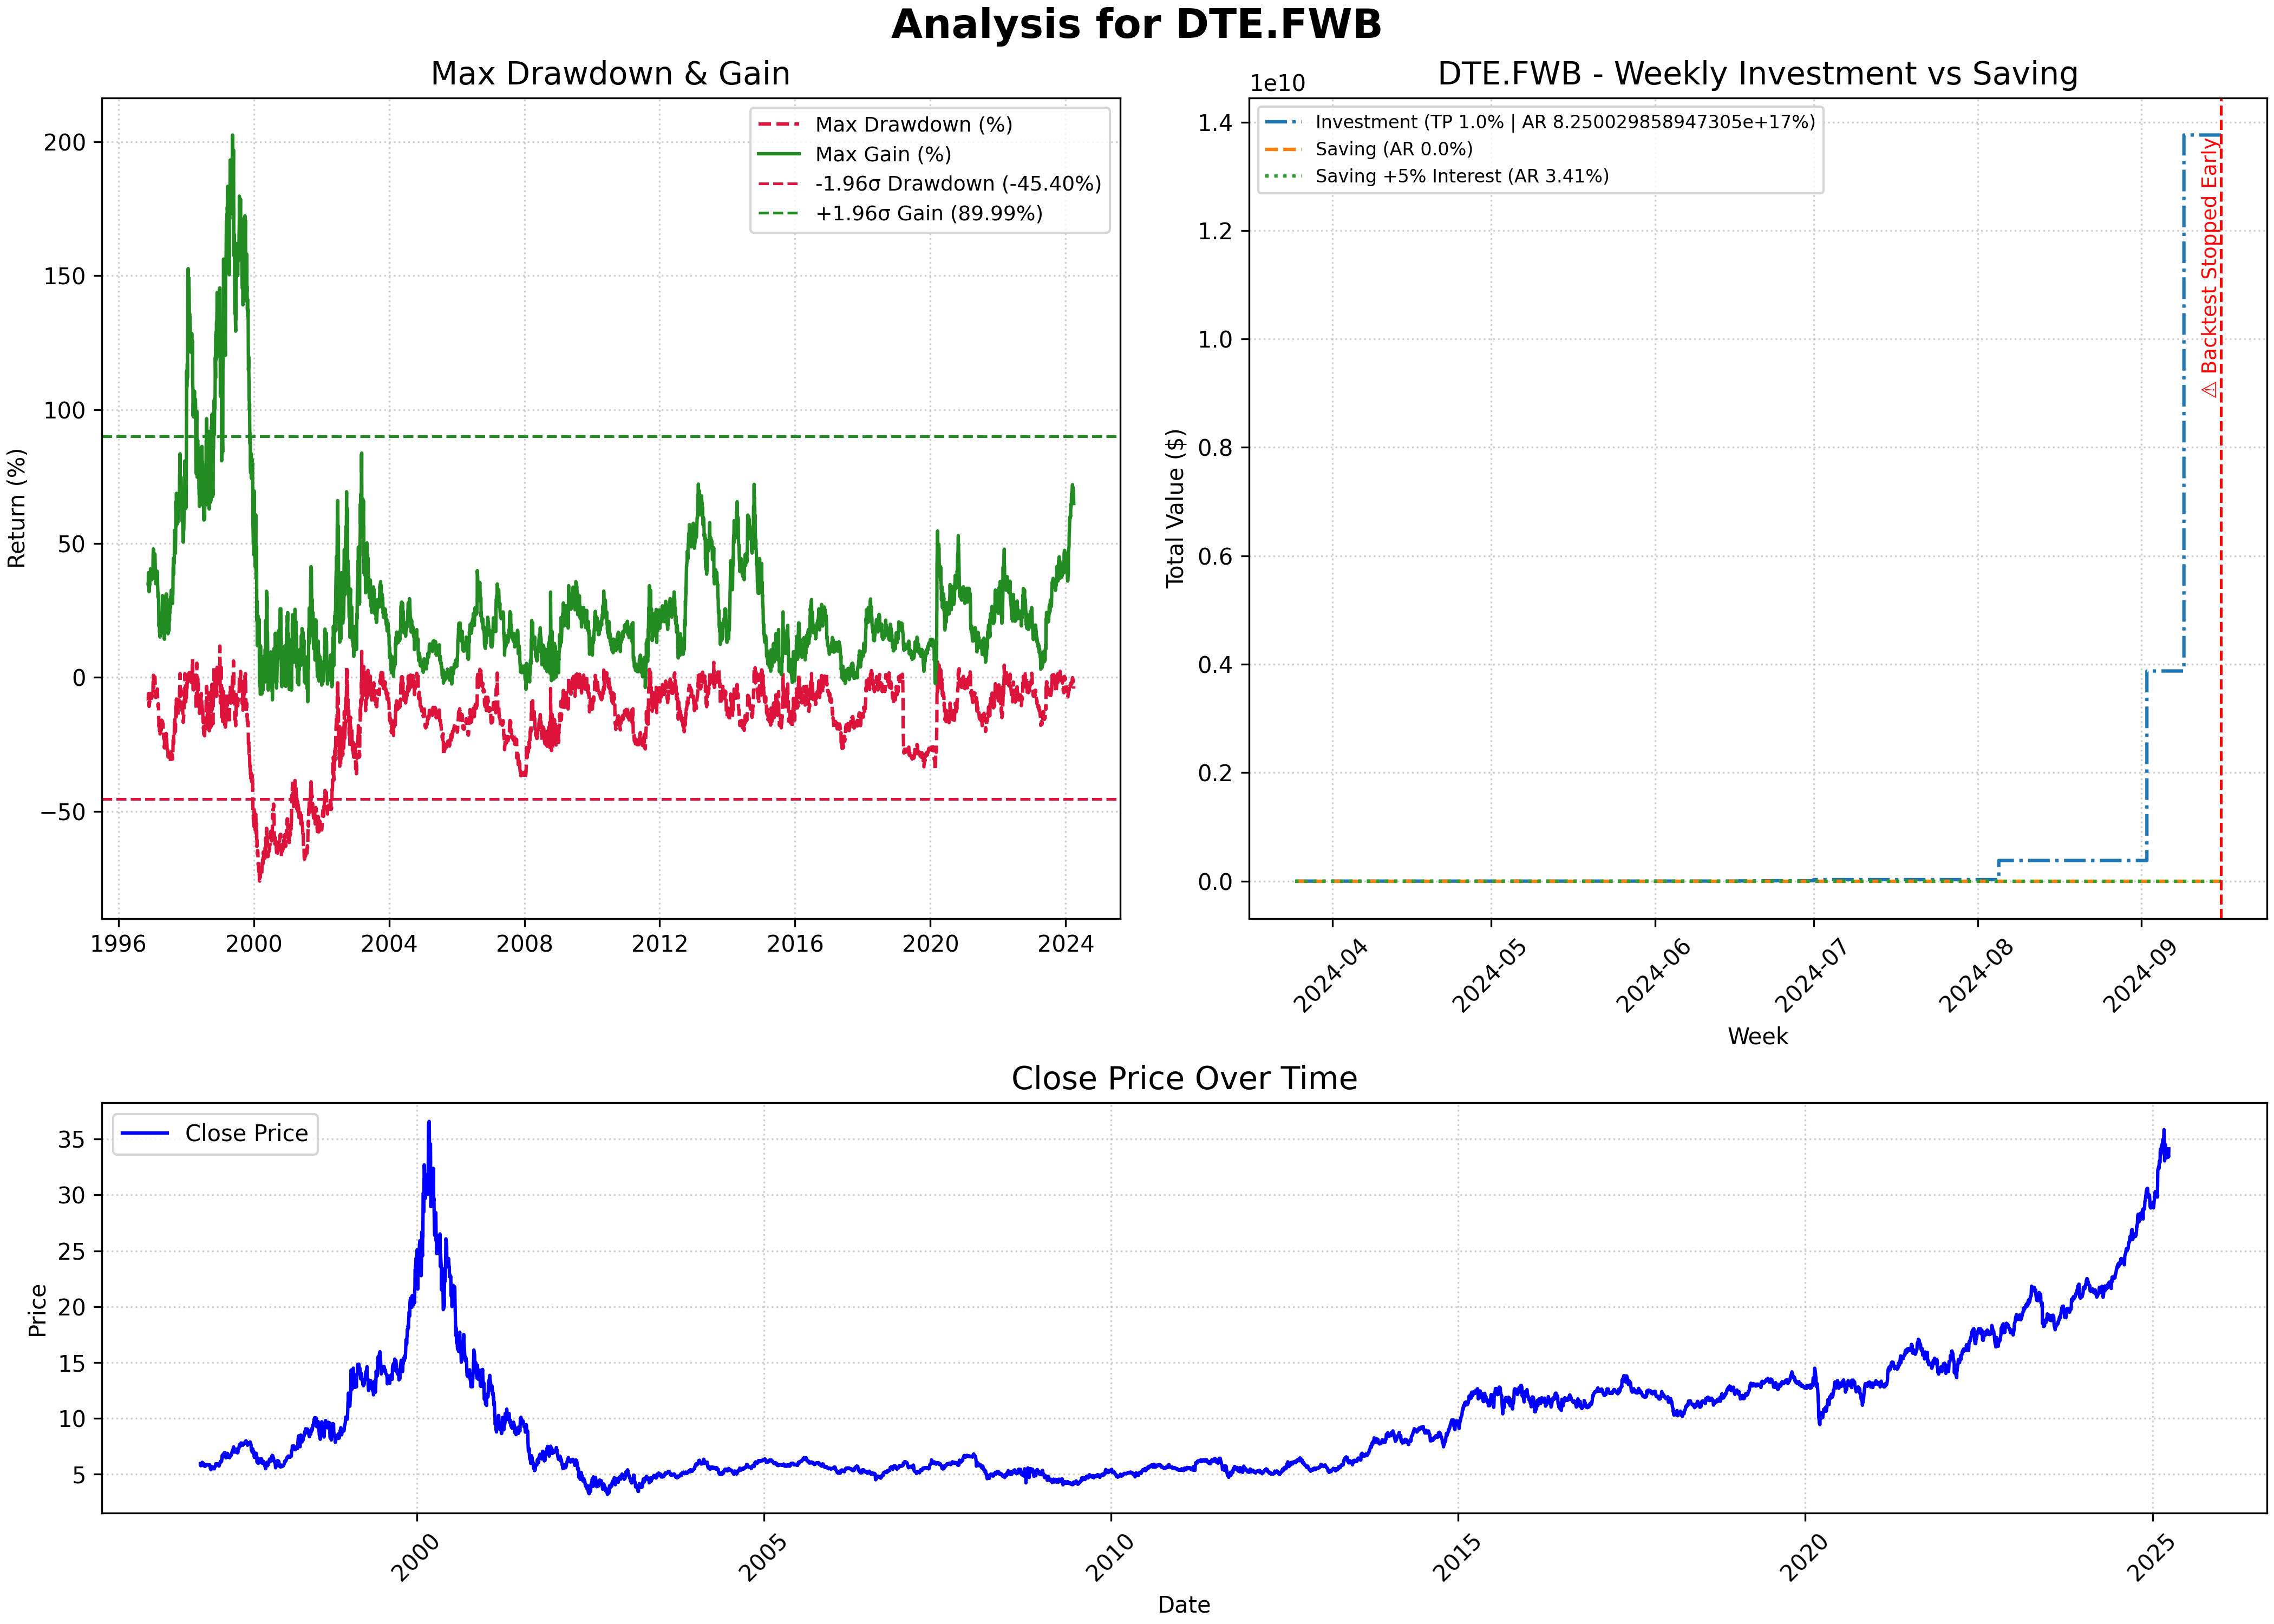 Analysis for DTE.FWB
Max Drawdown & Gain
Return (%)
200
150
100
50
0
−50
Max Drawdown (%)
Max Gain (%)
-1.96σ Drawdown (-45.40%)
+1.96σ Gain (89.99%)
1996
2000
2004
2008
2012
2016
2020
2024
DTE.FWB - Weekly Investment vs Saving
1e10
Total Value ($)
1.4
1.2
1.0
0.8
0.6
0.4
0.2
0.0
Investment (TP 1.0% | AR 8.250029858947305e+17%)
Saving (AR 0.0%)
Saving +5% Interest (AR 3.41%)
⚠ Backtest Stopped Early
2024-04
2024-05
2024-06
2024-07
2024-08
2024-09
Week
Close Price Over Time
Price
35
30
25
20
15
10
5
Close Price
2000
2005
2010
2015
2020
2025
Date